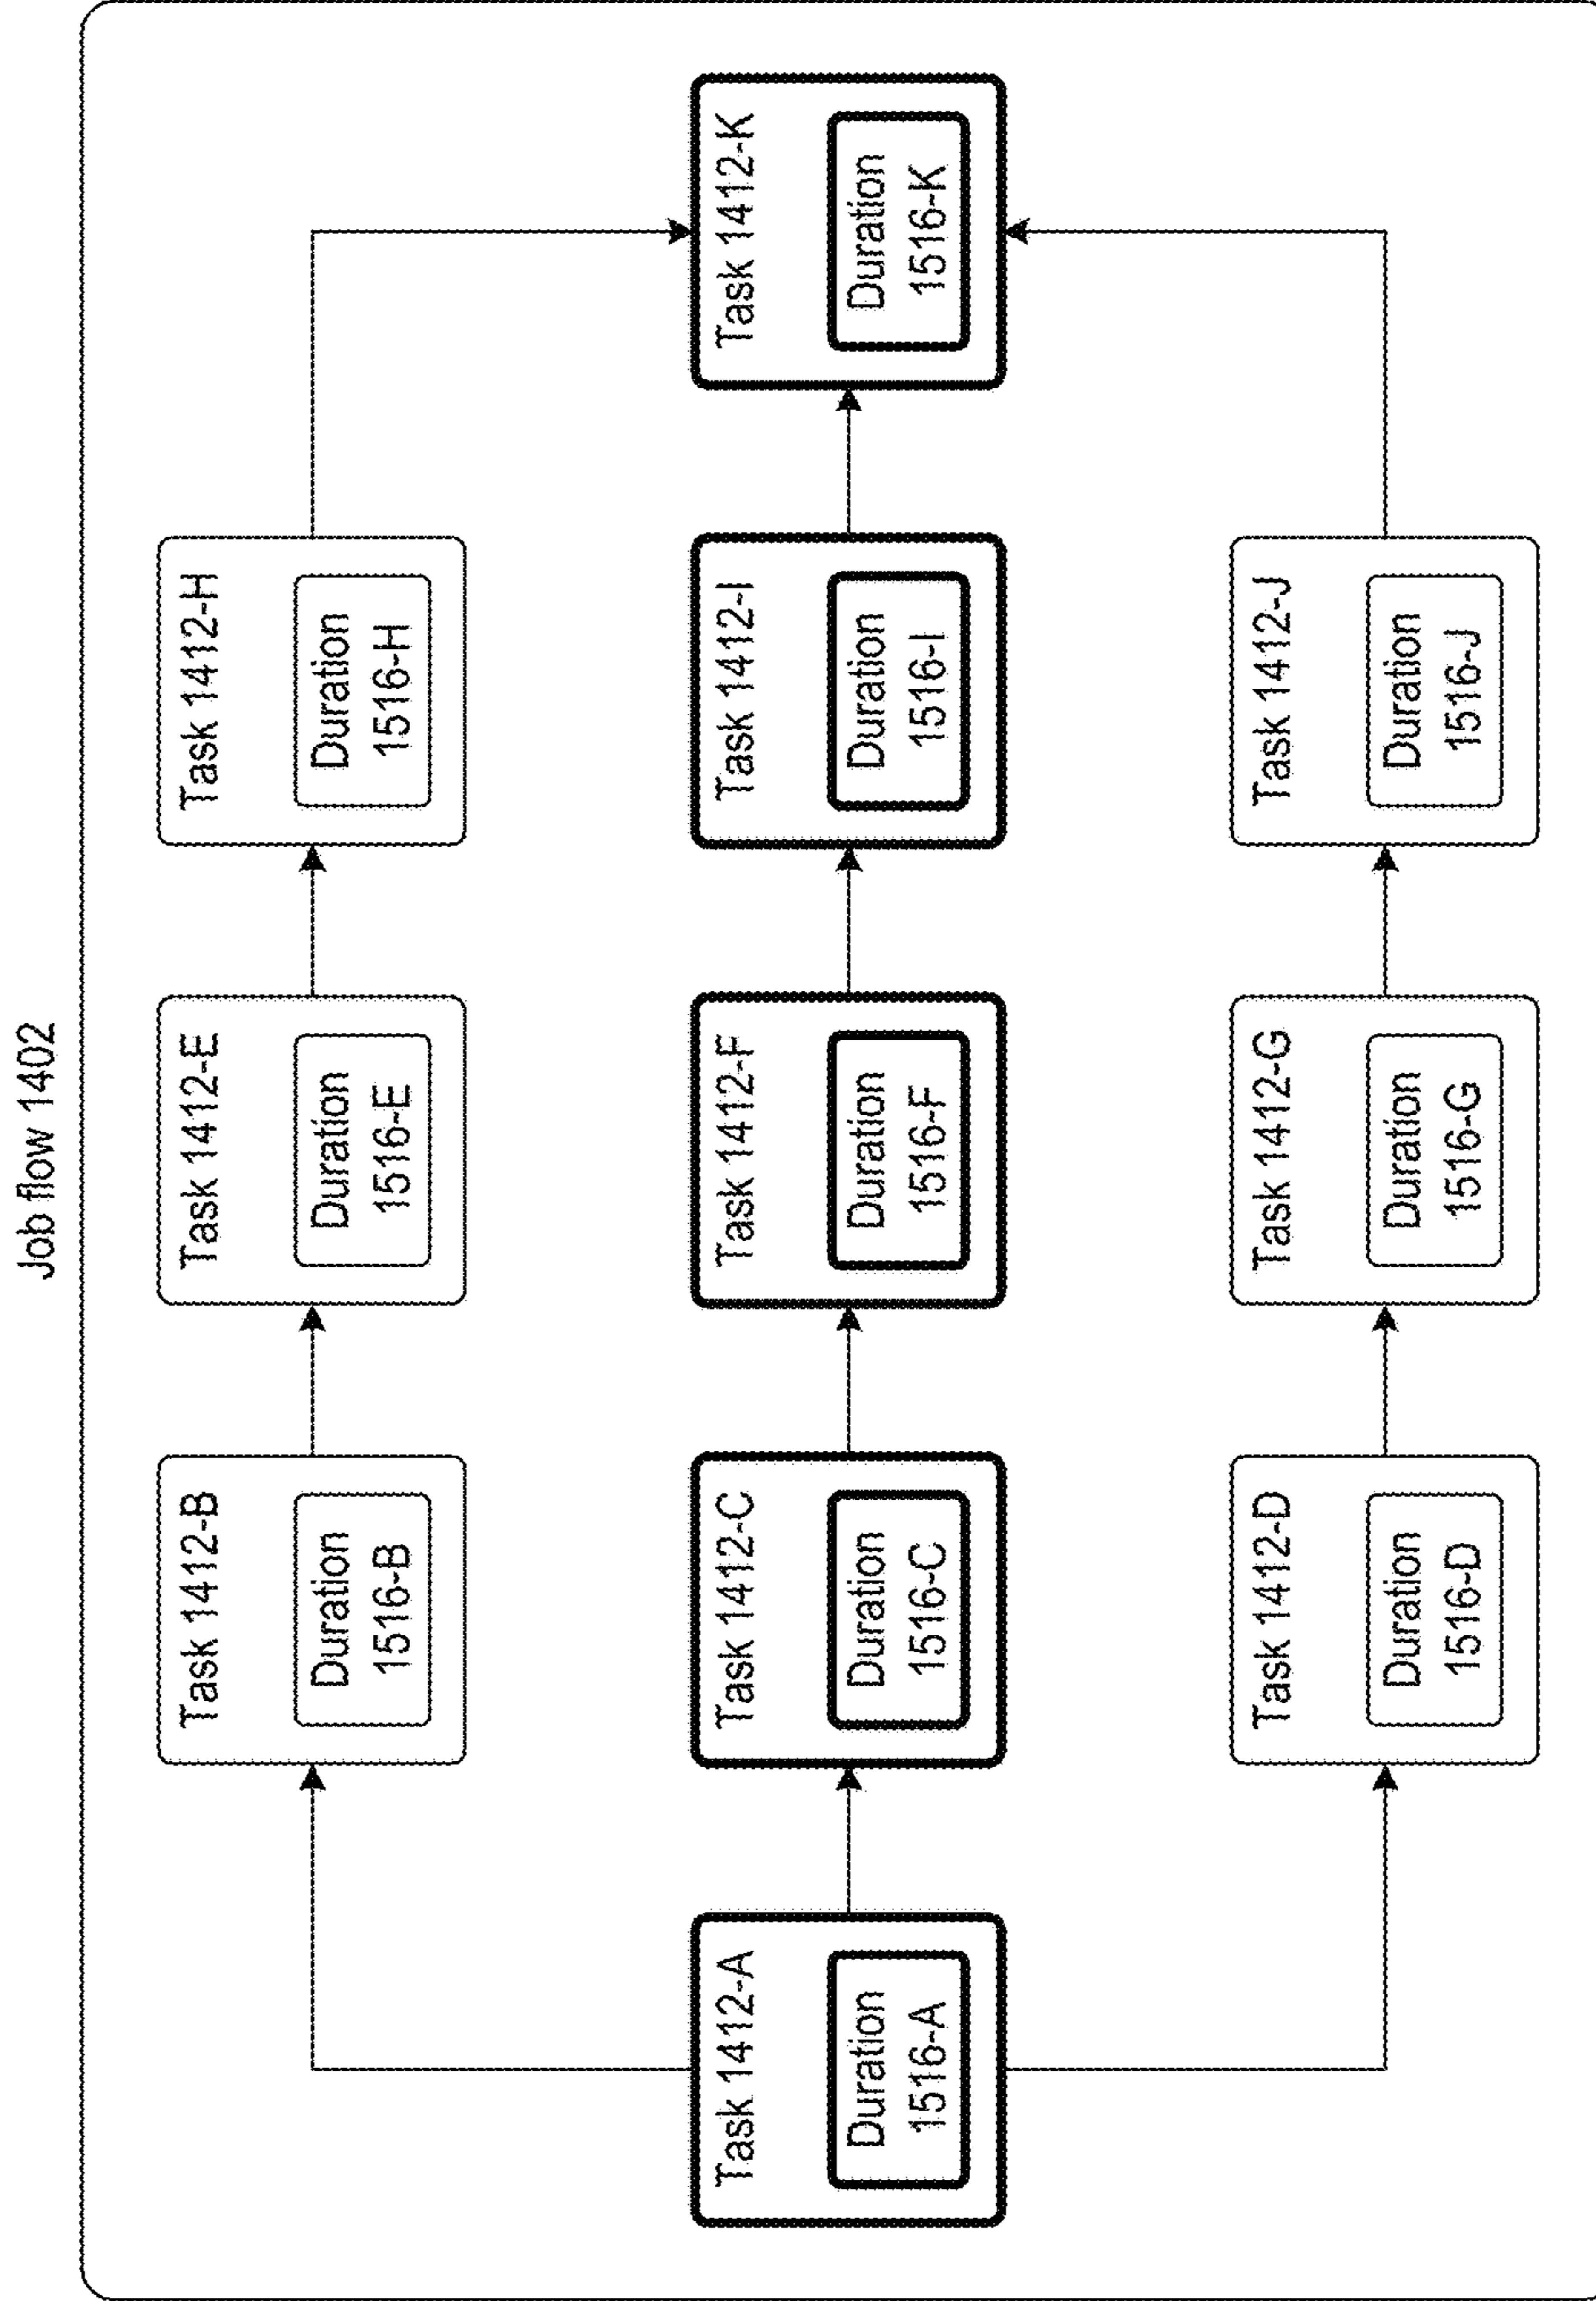 Job flow 1402
Task 1412-A
Duration
1516-A
Task 1412-B
Duration
1516-B
Task 1412-E
Duration
1516-E
Task 1412-H
Duration
1516-H
Task 1412-C
Duration
1516-C
Task 1412-F
Duration
1516-F
Task 1412-I
Duration
1516-I
Task 1412-K
Duration
1516-K
Task 1412-D
Duration
1516-D
Task 1412-G
Duration
1516-G
Task 1412-J
Duration
1516-J